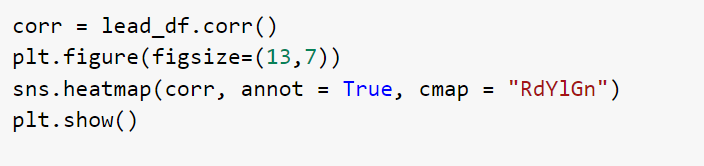 corr = lead_df.corr()
plt.figure(figsize=(13,7))
sns.heatmap(corr, annot = True, cmap = "RdYlGn")
plt.show()